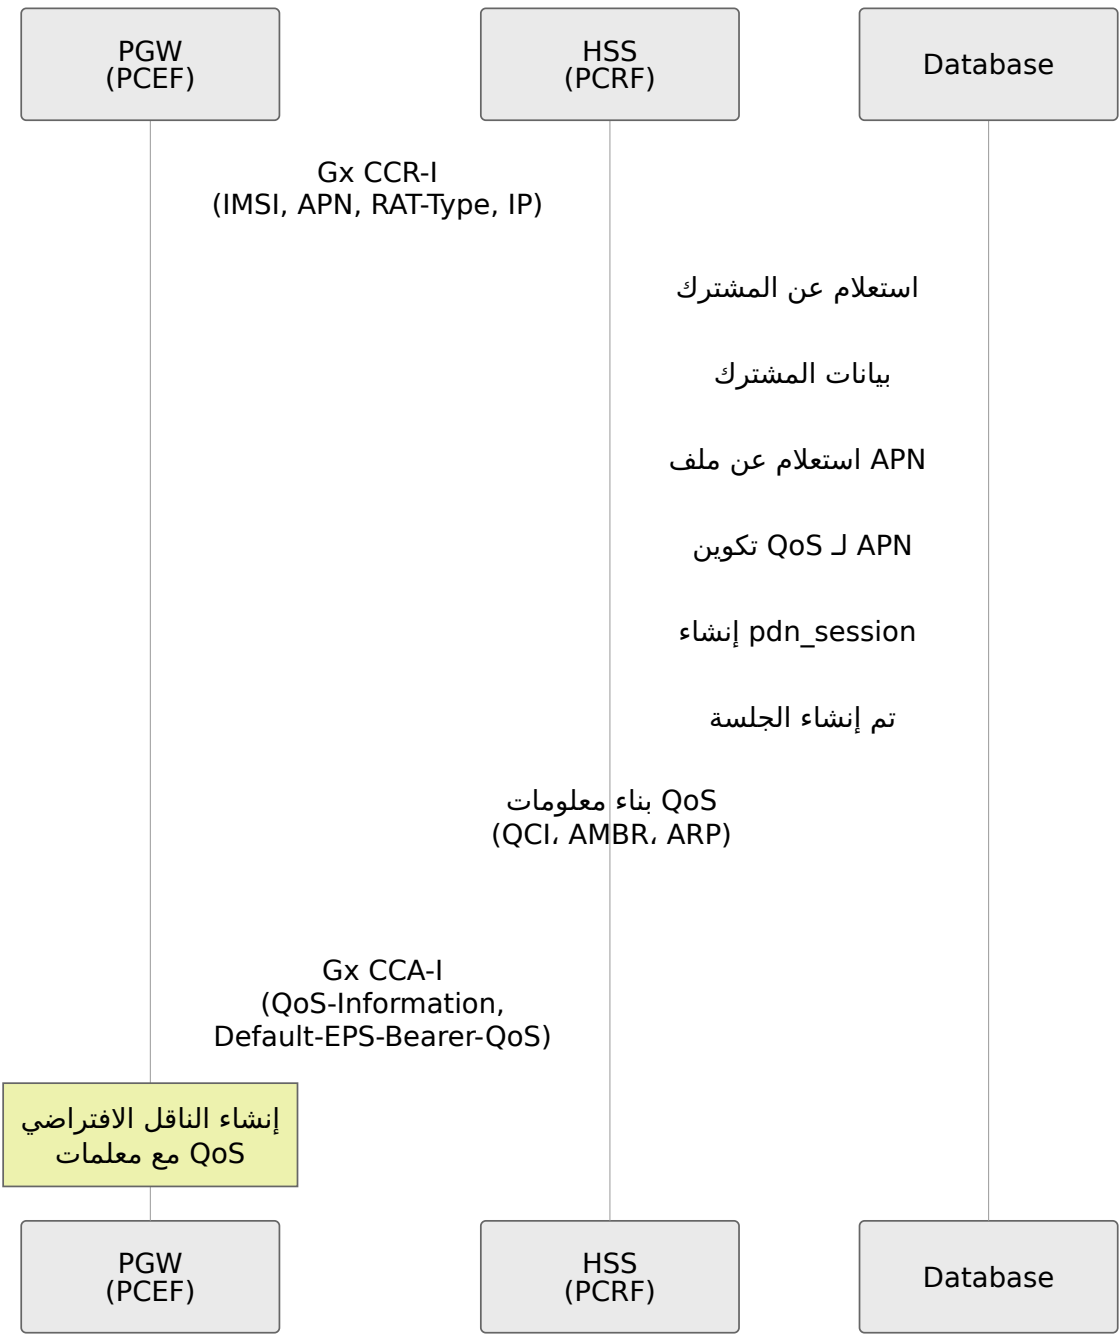 PGW
(PCEF)
HSS
(PCRF)
Database
Gx CCR-I
(IMSI, APN, RAT-Type, IP)
استعلام عن المشترك
بيانات المشترك
استعلام عن ملف APN
تكوين QoS لـ APN
إنشاء pdn_session
تم إنشاء الجلسة
بناء معلومات QoS
(QCI، AMBR، ARP)
Gx CCA-I
(QoS-Information,
Default-EPS-Bearer-QoS)
إنشاء الناقل الافتراضي
مع معلمات QoS
PGW
(PCEF)
HSS
(PCRF)
Database